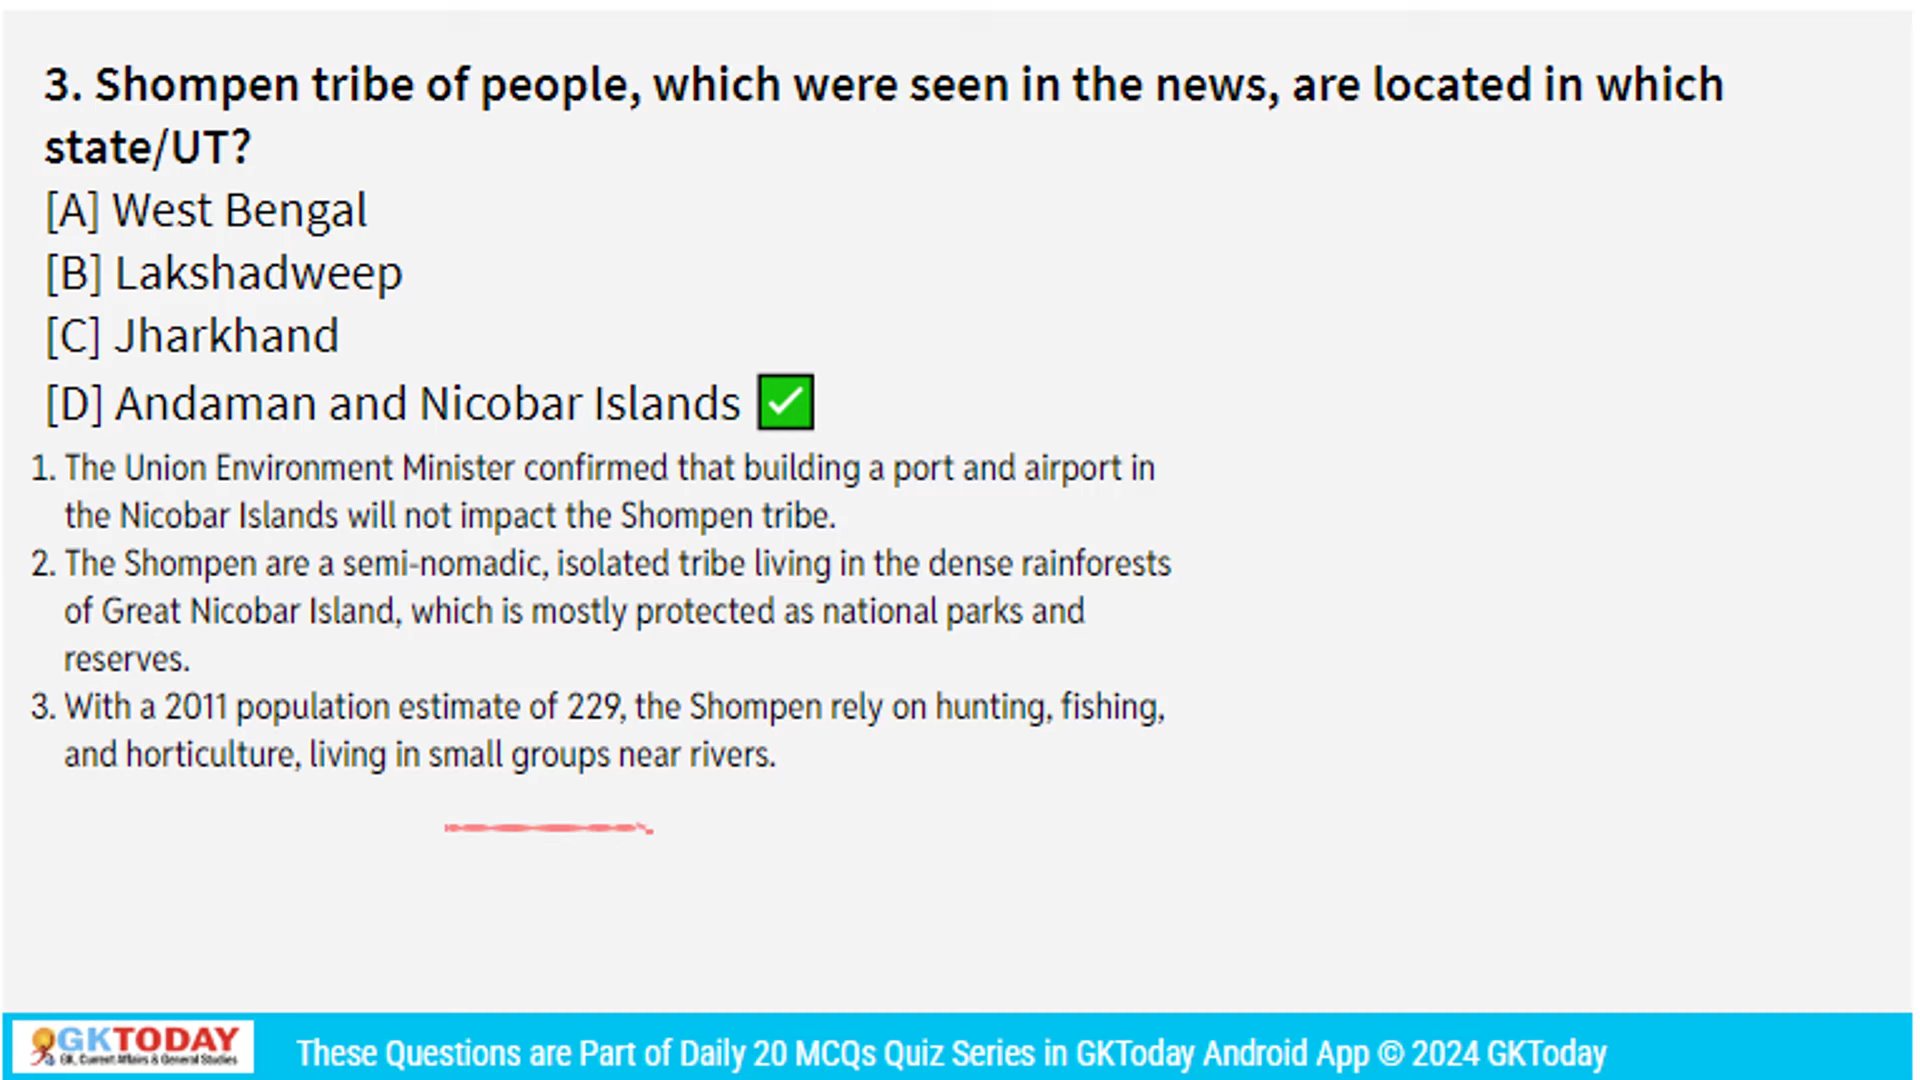 3. Shompen tribe of people, which were seen in the news, are located in which
state/UT?
[A] West Bengal
[B] Lakshadweep
[C] Jharkhand
[D] Andaman and Nicobar Islands
1. The Union Environment Minister confirmed that building a port and airport in
the Nicobar Islands will not impact the Shompen tribe.
2. The Shompen are a semi-nomadic, isolated tribe living in the dense rainforests
of Great Nicobar Island, which is mostly protected as national parks and
reserves.
3. With a 2011 population estimate of 229, the Shompen rely on hunting, fishing,
and horticulture, living in small groups near rivers.
GKTODAY
GK, Current Affairs & General Studies
These Questions are Part of Daily 20 MCQs Quiz Series in GKToday Android App © 2024 GKToday